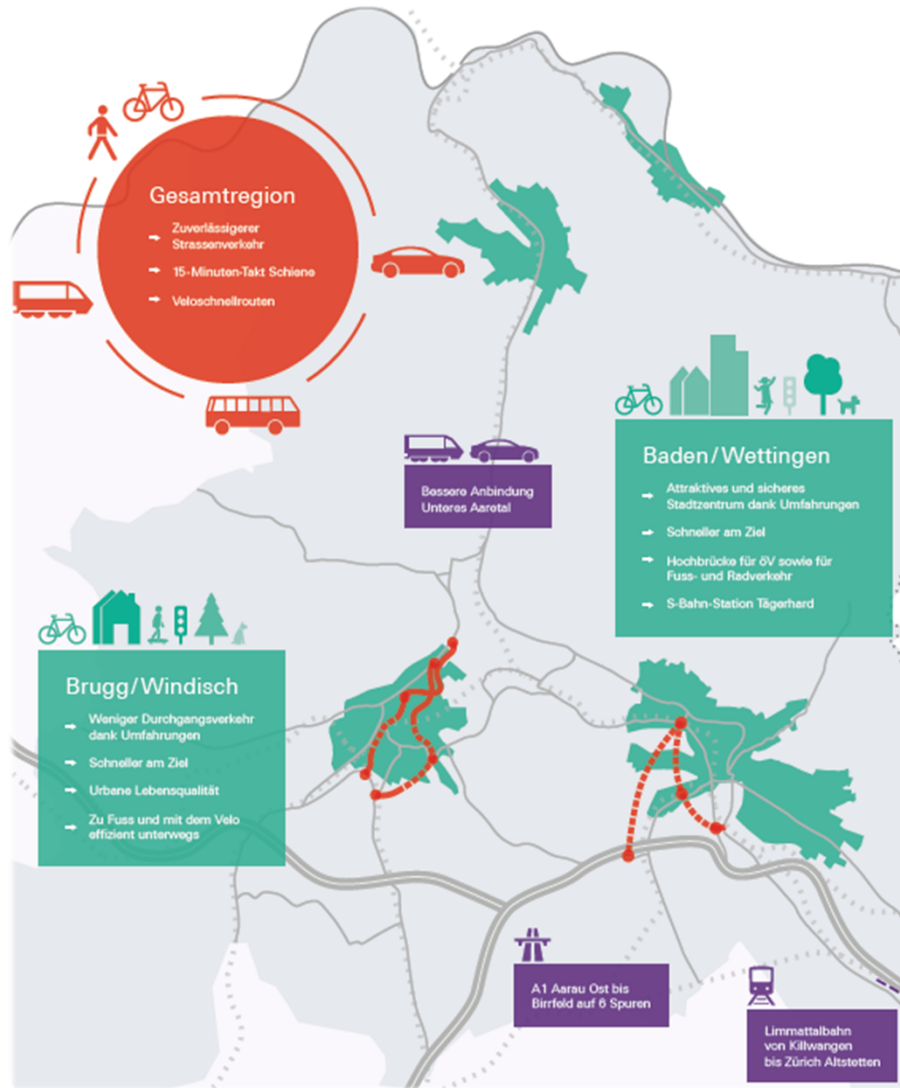 Gesamtregion
Zuverlässigerer
Strassenverkehr
15-Minuten-Takt Schiene
Veloschnellrouten
Bessere Anbindung
Unteres Aaretal
Baden/Wettingen
Attraktives und sicheres
Stadtzentrum dank Umfahrungen
Schneller am Ziel
Hochbrücke für öV sowie für
Fuss- und Radverkehr
S-Bahn-Station Tägerhard
Brugg/Windisch
Weniger Durchgangsverkehr
dank Umfahrungen
Schneller am Ziel
Urbane Lebensqualität
Zu Fuss und mit dem Velo
effizient unterwegs
A1 Aarau Ost bis
Birrfeld auf 6 Spuren
Limmattalbahn
von Killwangen
bis Zürich Altstetten